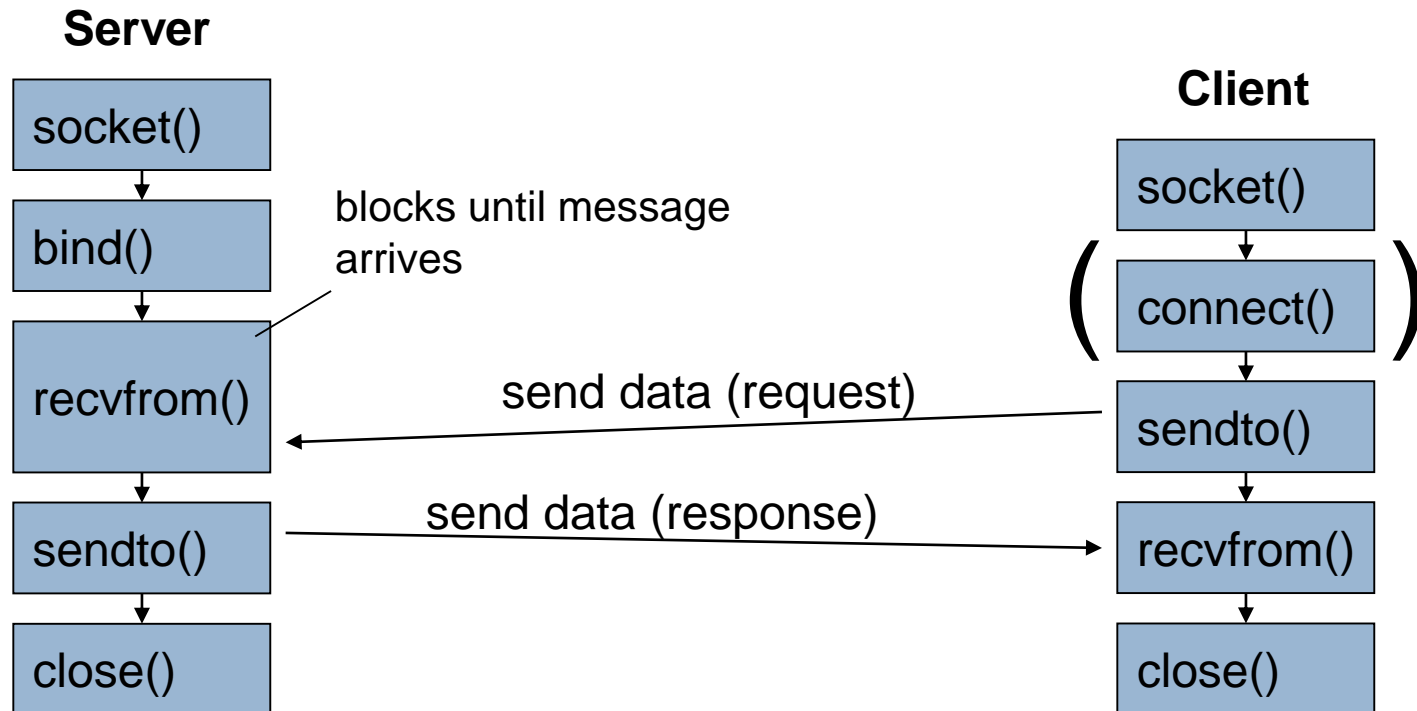 Server
socket()
bind()
recvfrom()
sendto()
close()
blocks until message
arrives
send data (request)
send data (response)
Client
socket()
( connect() )
sendto()
recvfrom()
close()